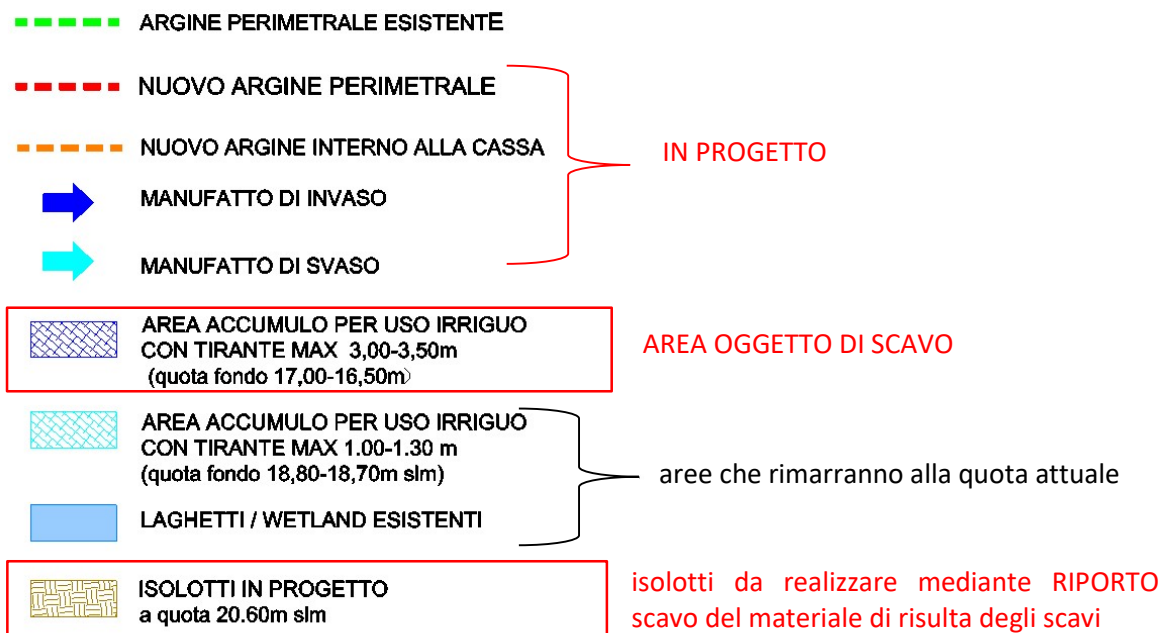 ARGINE PERIMETRALE ESISTENTE
NUOVO ARGINE PERIMETRALE
NUOVO ARGINE INTERNO ALLA CASSA
MANUFATTO DI INVASO
MANUFATTO DI SVASO
IN PROGETTO
AREA ACCUMULO PER USO IRRIGUO
CON TIRANTE MAX 3,00-3,50m
(quota fondo 17,00-16,50m)
AREA OGGETTO DI SCAVO
AREA ACCUMULO PER USO IRRIGUO
CON TIRANTE MAX 1.00-1.30 m
(quota fondo 18,80-18,70m slm)
LAGHETTI / WETLAND ESISTENTI
aree che rimarranno alla quota attuale
ISOLOTTI IN PROGETTO
a quota 20.60m slm
isolotti da realizzare mediante RIPORTO
scavo del materiale di risulta degli scavi